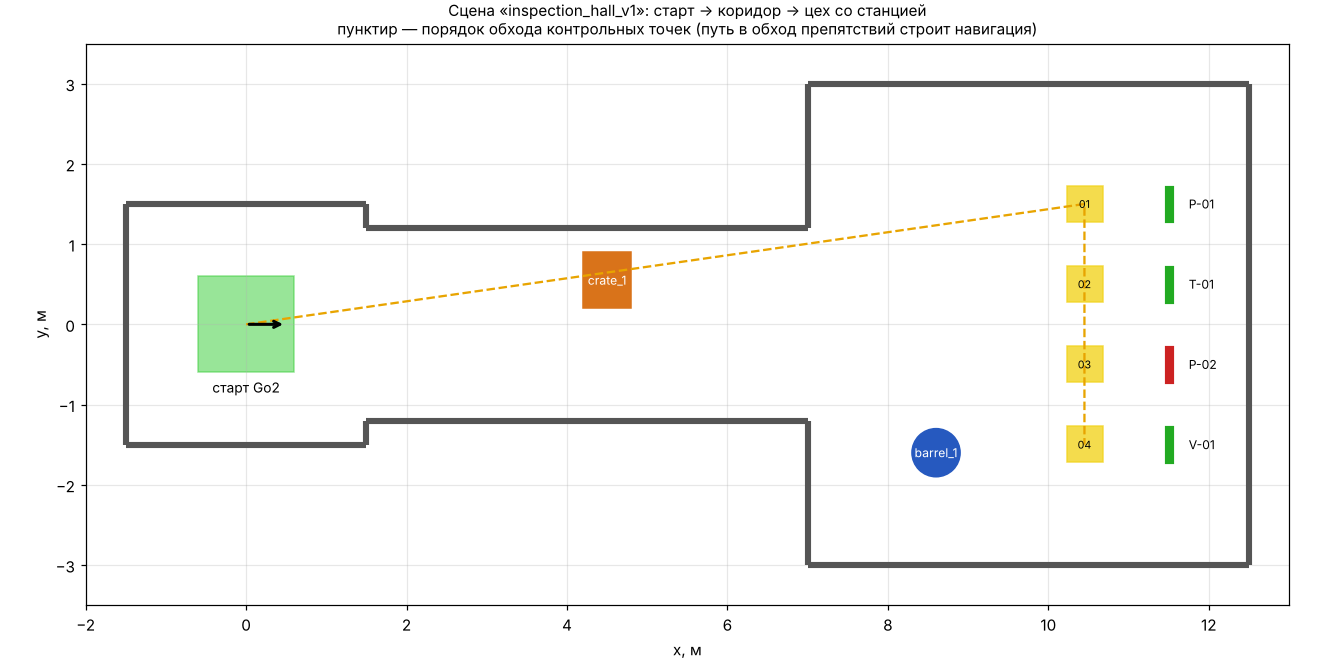 Сцена «inspection_hall_v1»: старт → коридор → цех со станцией
пунктир — порядок обхода контрольных точек (путь в обход препятствий строит навигация)
3
2
1
0
−1
−2
−3
y, м
старт Go2
crate_1
barrel_1
01
P-01
02
T-01
03
P-02
04
V-01
−2
0
2
4
6
8
10
12
x, м